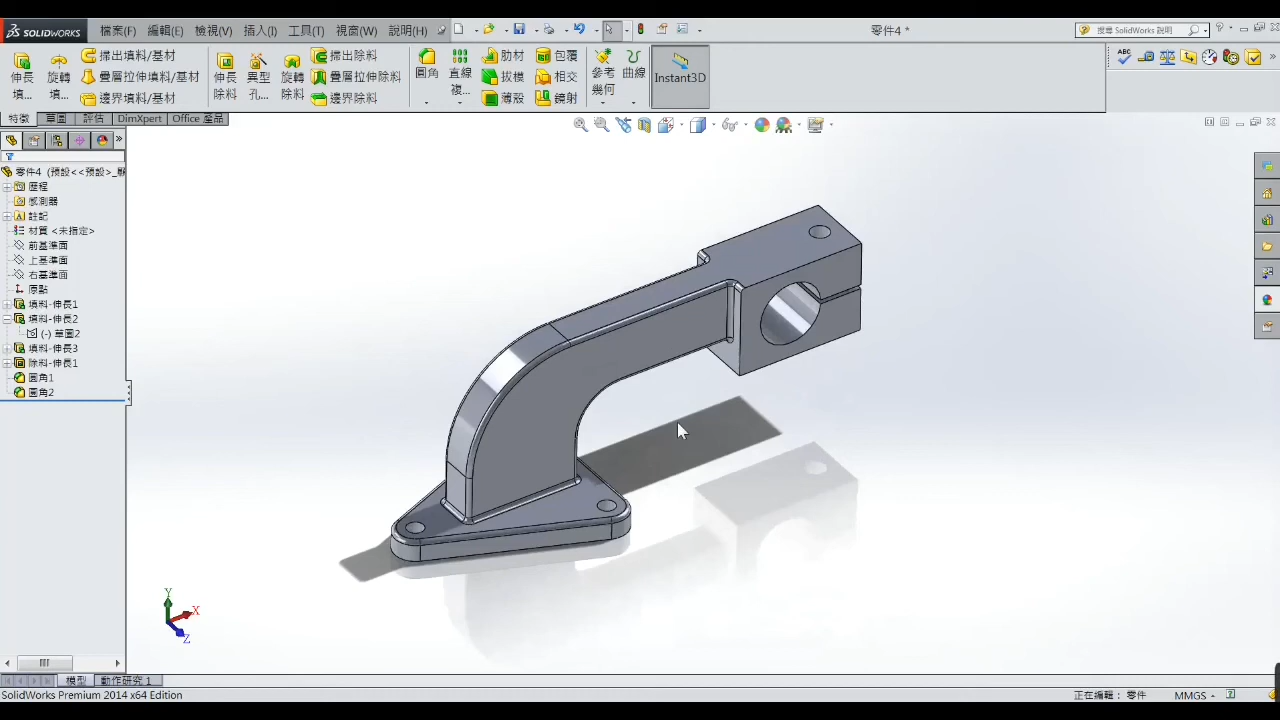 SOLIDWORKS 檔案(F) 編輯(E) 檢視(V) 插入(I) 工具(T) 視窗(W) 說明(H) 零件4 * 搜尋 SOLIDWORKS 說明
伸長填... 旋轉填... 掃出填料/基材 疊層拉伸填料/基材 邊界填料/基材
伸長除料 異型孔... 旋轉除料 掃出除料 疊層拉伸除料 邊界除料
圓角 直線複... 肋材 拔模 薄殼 包覆 相交 鏡射
參考幾何 曲線 Instant3D
ABC
特徵 草圖 評估 DimXpert Office 產品
零件4 (預設<<預設>_顯
歷程
感測器
註記
材質 <未指定>
前基準面
上基準面
右基準面
原點
填料-伸長1
填料-伸長2
(-) 草圖2
填料-伸長3
除料-伸長1
圓角1
圓角2
Y
X
Z
模型 動作研究 1
SolidWorks Premium 2014 x64 Edition 正在編輯：零件 MMGS